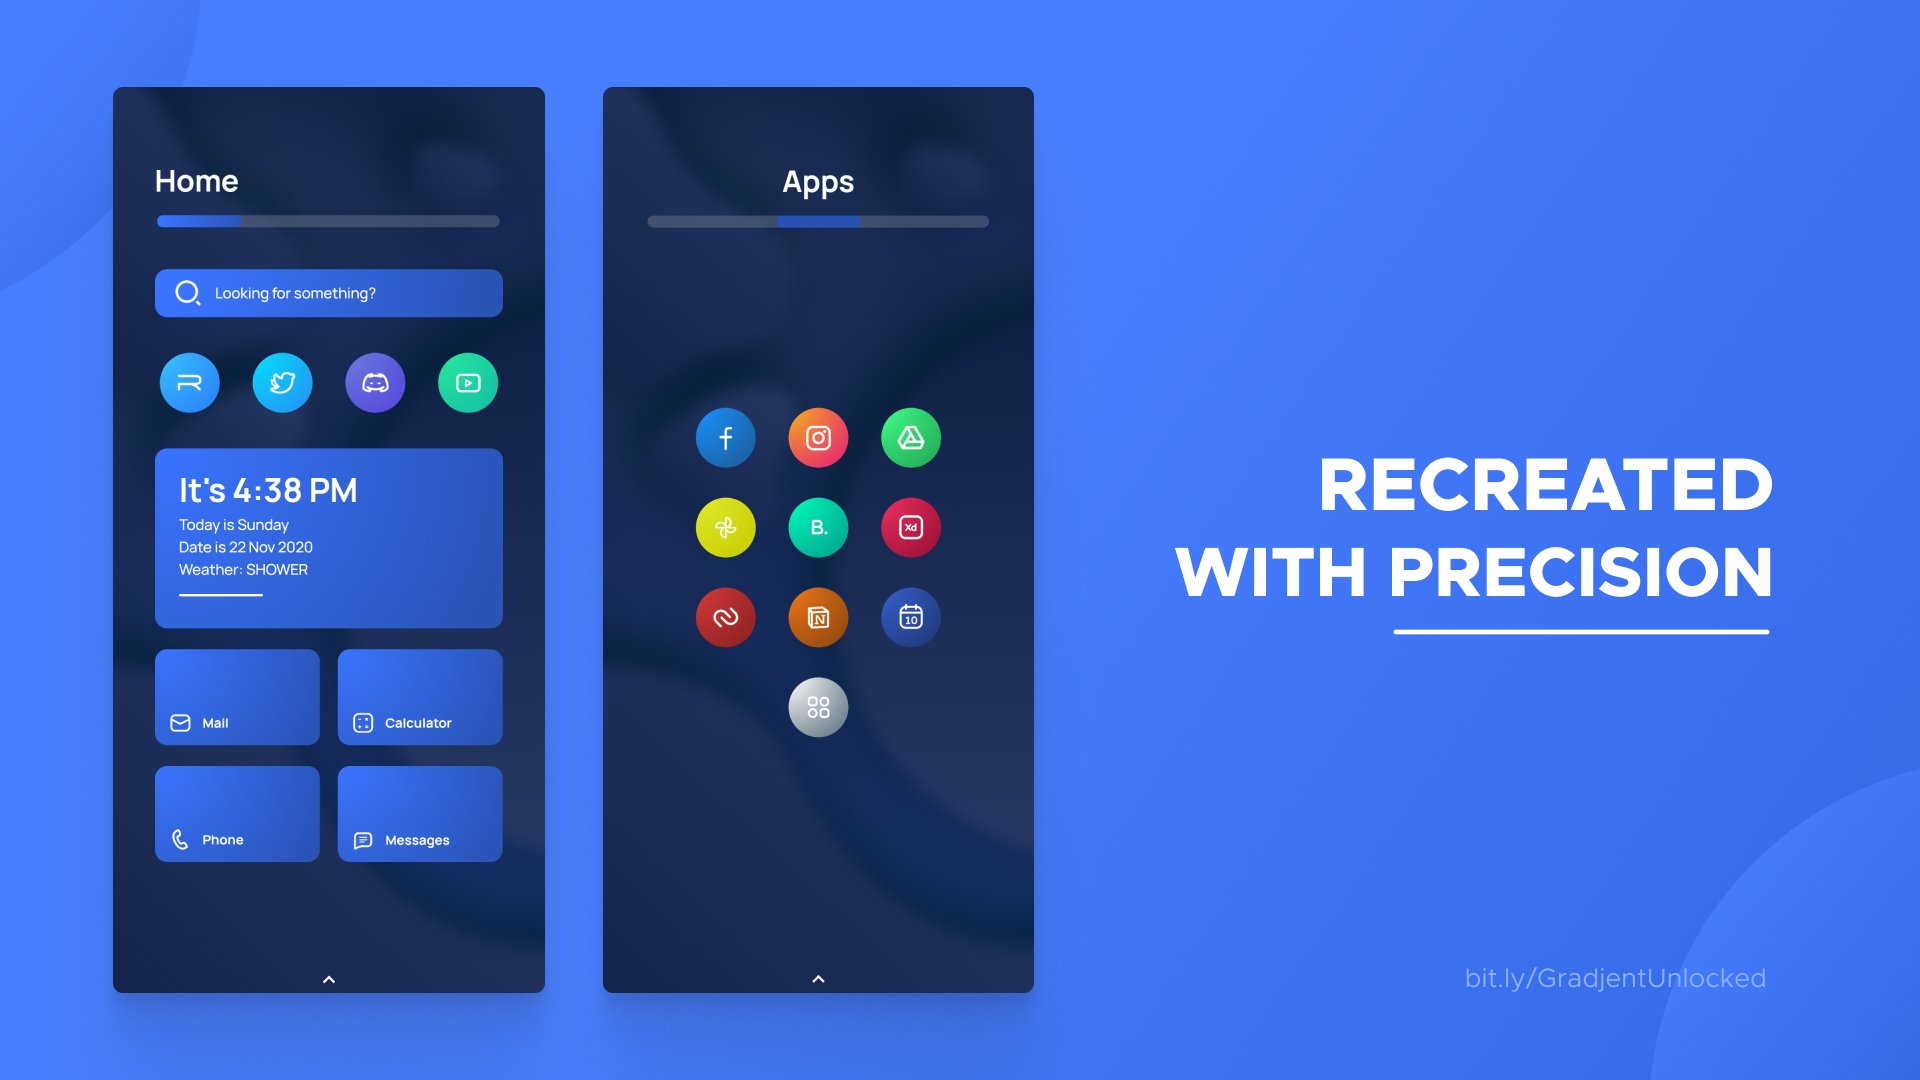 Home
Looking for something?
It's 4:38 PM
Today is Sunday
Date is 22 Nov 2020
Weather: SHOWER
Mail
Calculator
Phone
Messages
Apps
B.
Xd
N
10
RECREATED
WITH PRECISION
bit.ly/GradjentUnlocked